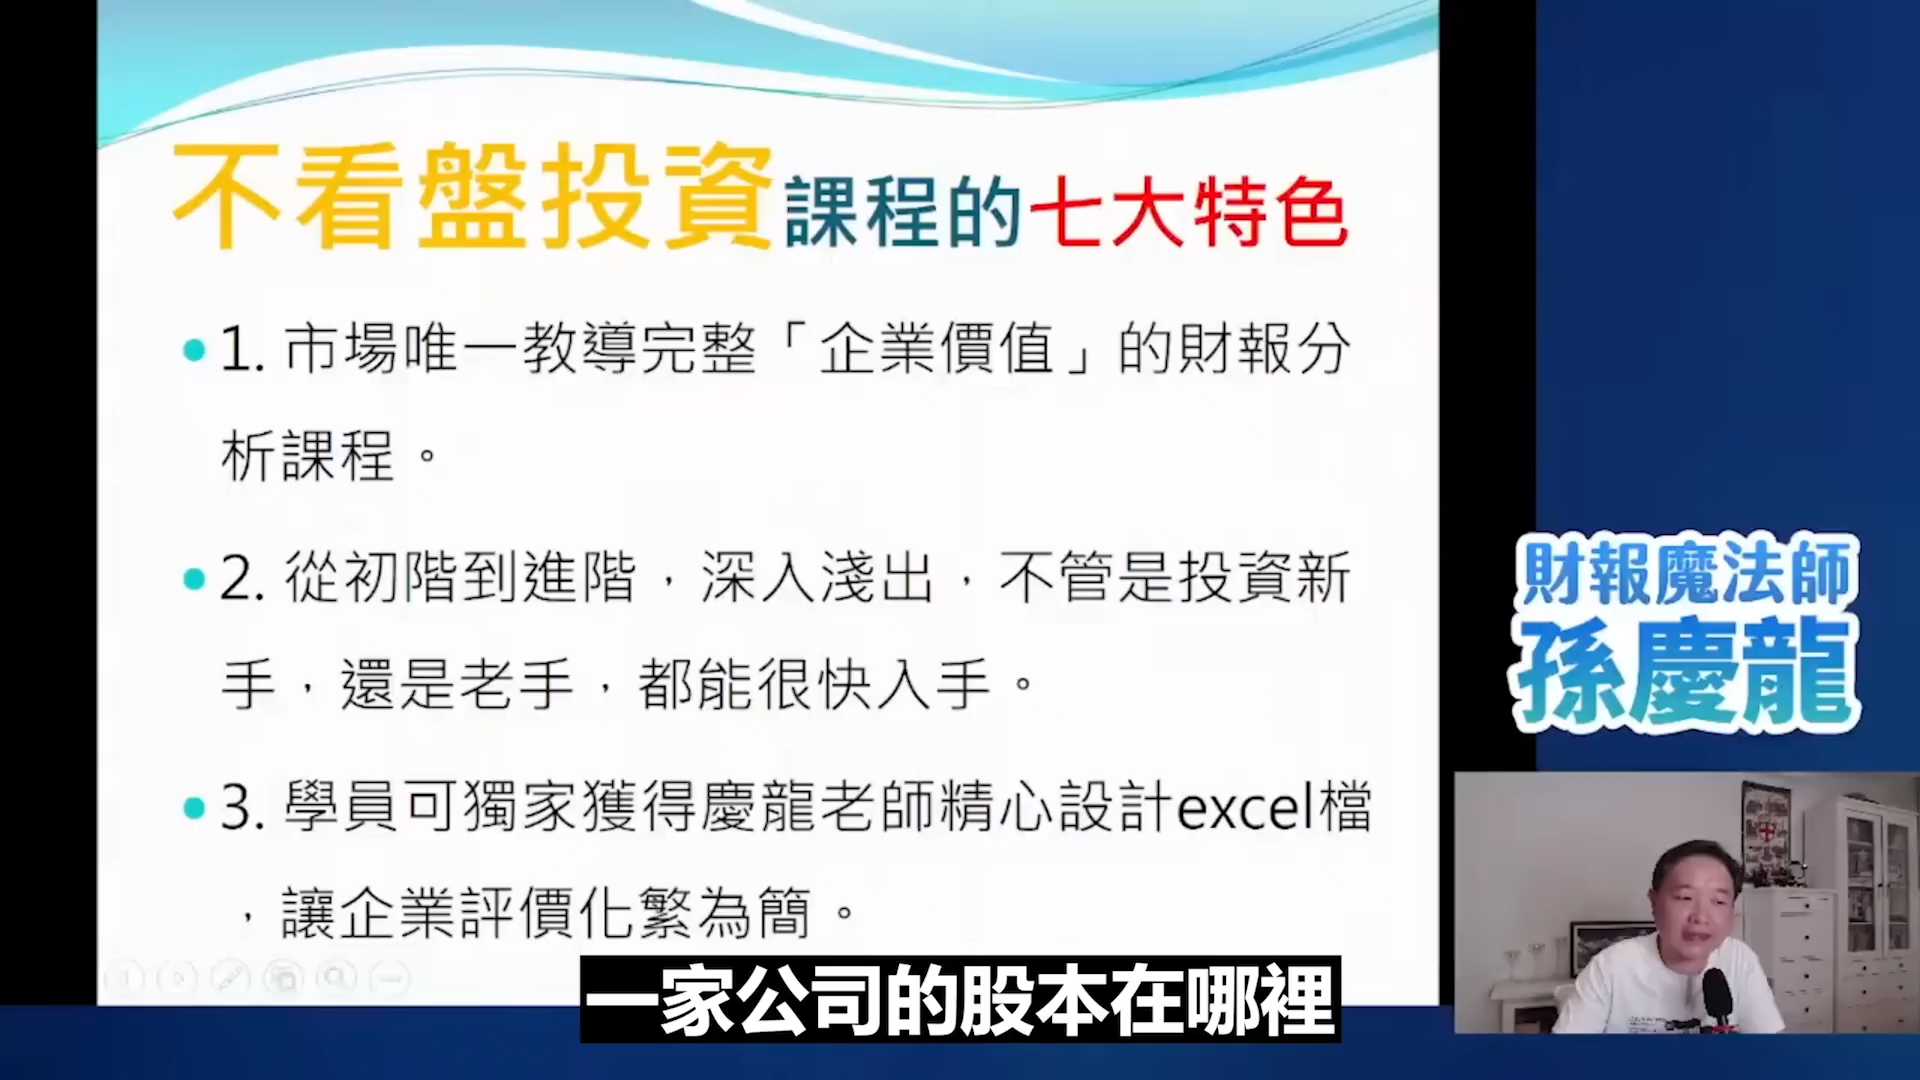 不看盤投資課程的七大特色
1. 市場唯一教導完整「企業價值」的財報分
析課程。
2. 從初階到進階，深入淺出，不管是投資新
手，還是老手，都能很快入手。
3. 學員可獨家獲得慶龍老師精心設計excel檔
，讓企業評價化繁為簡。
財報魔法師
孫慶龍
一家公司的股本在哪裡